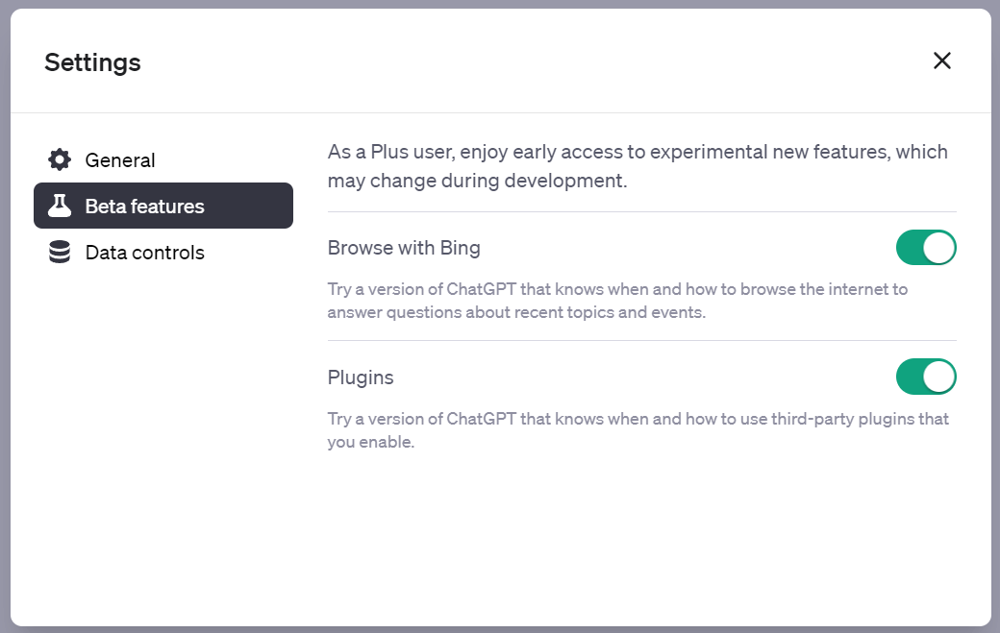 Settings
General
Beta features
Data controls
As a Plus user, enjoy early access to experimental new features, which
may change during development.
Browse with Bing
Try a version of ChatGPT that knows when and how to browse the internet to
answer questions about recent topics and events.
Plugins
Try a version of ChatGPT that knows when and how to use third-party plugins that
you enable.